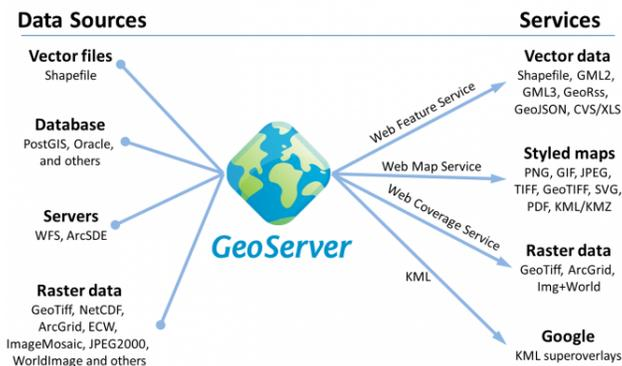 Data Sources
Services
Vector files
Shapefile
Database
PostGIS, Oracle,
and others
Servers
WFS, ArcSDE
Raster data
GeoTiff, NetCDF,
ArcGrid, ECW,
ImageMosaic, JPEG2000,
WorldImage and others
GeoServer
Web Feature Service
Web Map Service
Web Coverage Service
KML
Vector data
Shapefile, GML2,
GML3, GeoRss,
GeoJSON, CVS/XLS
Styled maps
PNG, GIF, JPEG,
TIFF, GeoTIFF, SVG,
PDF, KML/KMZ
Raster data
GeoTiff, ArcGrid,
Img+World
Google
KML superoverlays